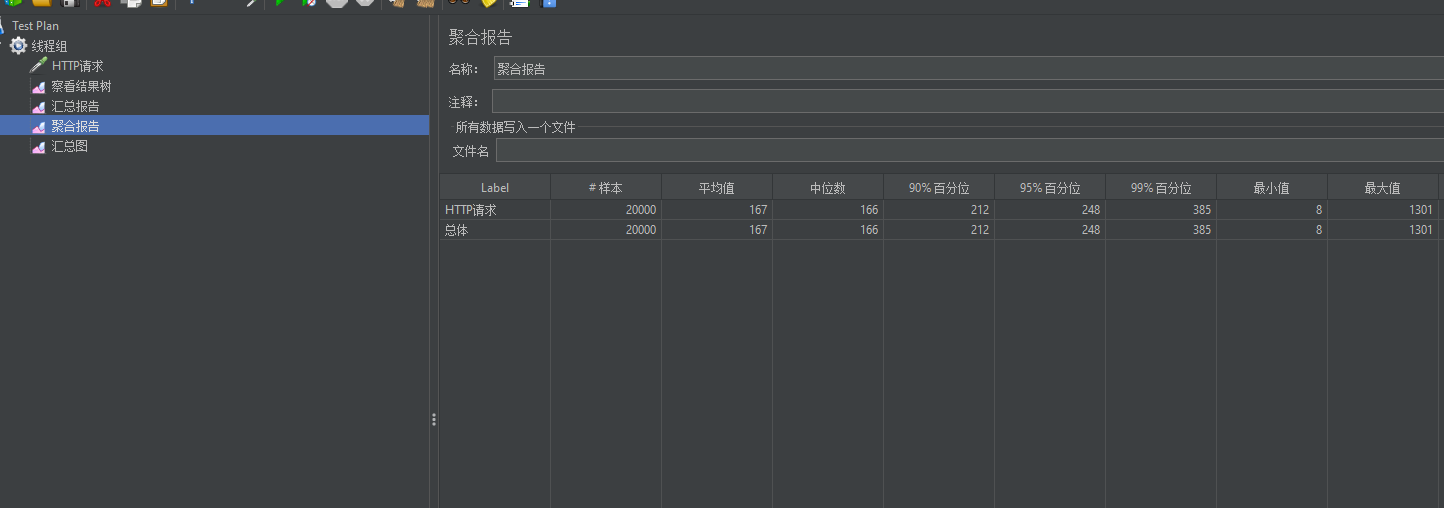 Test Plan
线程组
HTTP请求
察看结果树
汇总报告
聚合报告
汇总图
聚合报告
名称： 聚合报告
注释：
所有数据写入一个文件
文件名
Label # 样本 平均值 中位数 90% 百分位 95% 百分位 99% 百分位 最小值 最大值
HTTP请求 20000 167 166 212 248 385 8 1301
总体 20000 167 166 212 248 385 8 1301